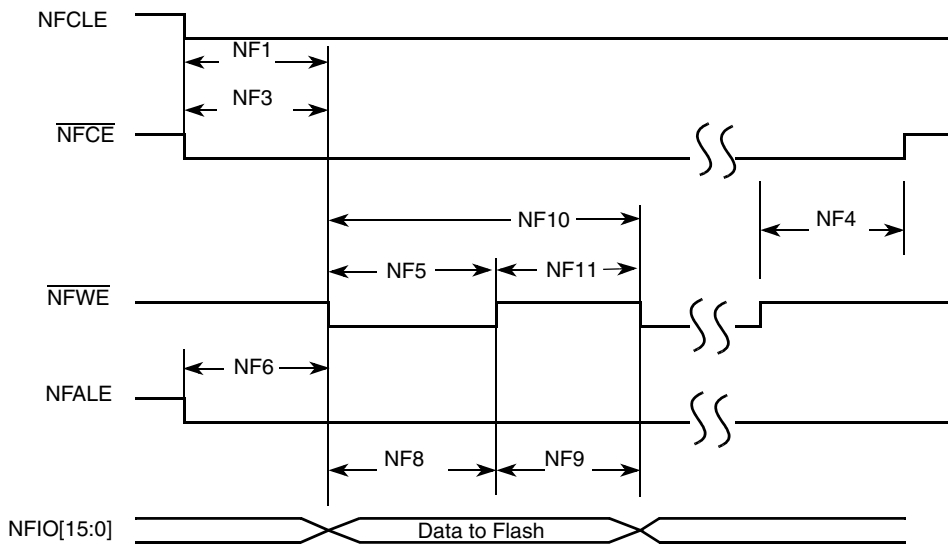 NFCLE
NF1
NF3
NFCE
NF10
NF4
NF5
NF11
NFWE
NF6
NFALE
NF8
NF9
NFIO[15:0]
Data to Flash